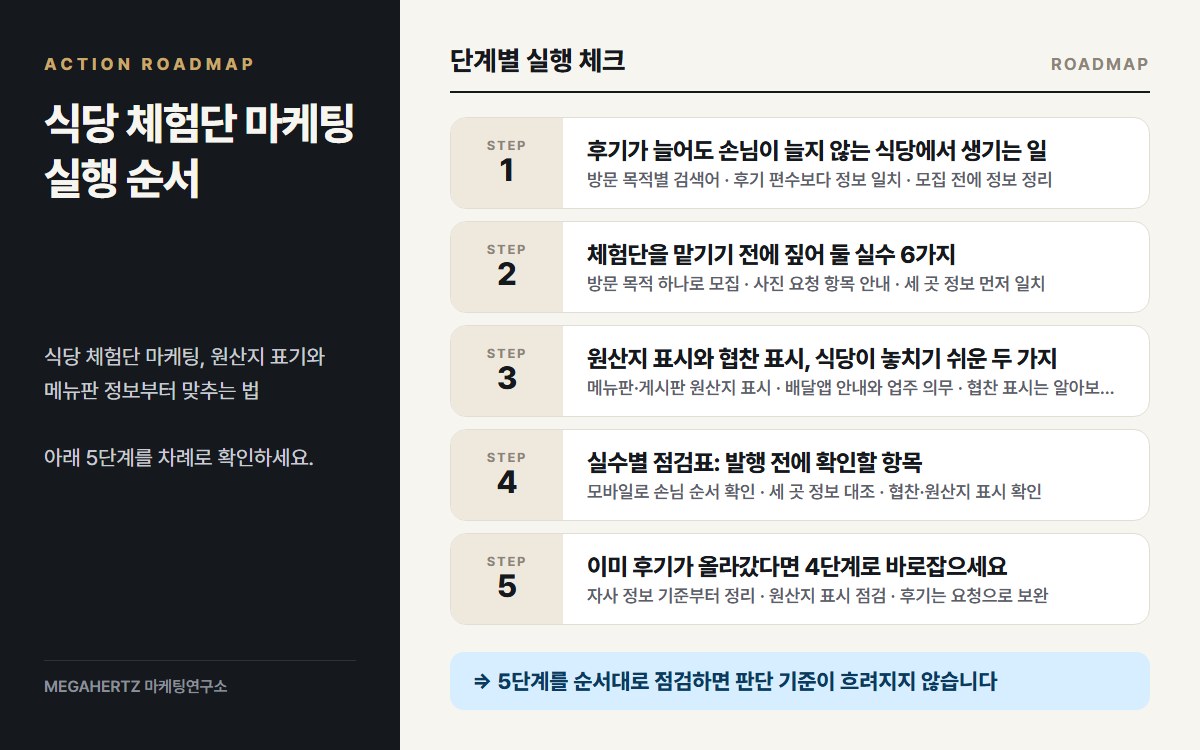 ACTION ROADMAP
식당 체험단 마케팅
실행 순서
식당 체험단 마케팅, 원산지 표기와
메뉴판 정보부터 맞추는 법
아래 5단계를 차례로 확인하세요.
MEGAHERTZ 마케팅연구소
단계별 실행 체크
ROADMAP
STEP
1
후기가 늘어도 손님이 늘지 않는 식당에서 생기는 일
방문 목적별 검색어 · 후기 편수보다 정보 일치 · 모집 전에 정보 정리
STEP
2
체험단을 맡기기 전에 짚어 둘 실수 6가지
방문 목적 하나로 모집 · 사진 요청 항목 안내 · 세 곳 정보 먼저 일치
STEP
3
원산지 표시와 협찬 표시, 식당이 놓치기 쉬운 두 가지
메뉴판·게시판 원산지 표시 · 배달앱 안내와 업주 의무 · 협찬 표시는 알아보...
STEP
4
실수별 점검표: 발행 전에 확인할 항목
모바일로 손님 순서 확인 · 세 곳 정보 대조 · 협찬·원산지 표시 확인
STEP
5
이미 후기가 올라갔다면 4단계로 바로잡으세요
자사 정보 기준부터 정리 · 원산지 표시 점검 · 후기는 요청으로 보완
→ 5단계를 순서대로 점검하면 판단 기준이 흐려지지 않습니다